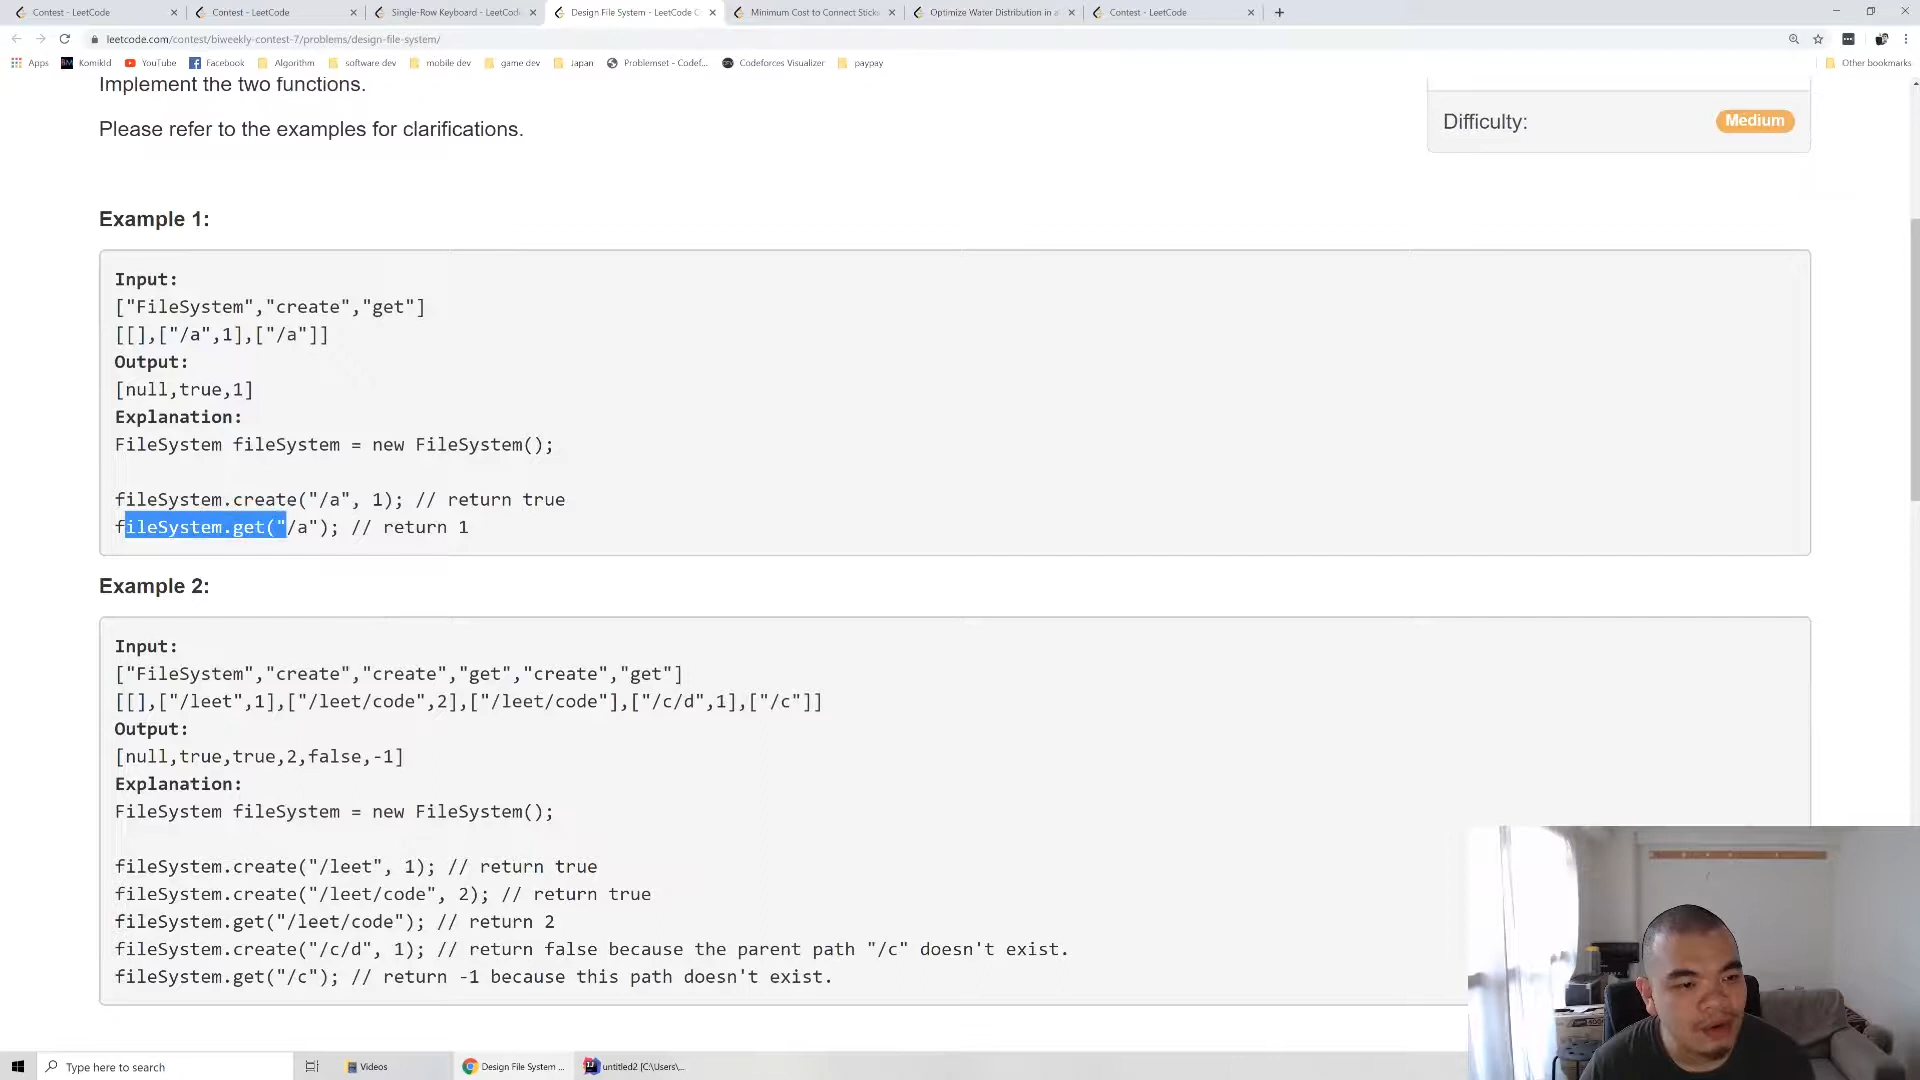 Contest - LeetCode
Contest - LeetCode
Single-Row Keyboard - LeetCode
Design File System - LeetCode C
Minimum Cost to Connect Sticks
Optimize Water Distribution in a
Contest - LeetCode
leetcode.com/contest/biweekly-contest-7/problems/design-file-system/
Apps
KomikId
YouTube
Facebook
Algorithm
software dev
mobile dev
game dev
Japan
Problemset - Codef...
Codeforces Visualizer
paypay
Other bookmarks
Implement the two functions.
Please refer to the examples for clarifications.
Difficulty:
Medium
Example 1:
Input:
["FileSystem","create","get"]
[[],["/a",1],["/a"]]
Output:
[null,true,1]
Explanation:
FileSystem fileSystem = new FileSystem();
fileSystem.create("/a", 1); // return true
fileSystem.get("/a"); // return 1
Example 2:
Input:
["FileSystem","create","create","get","create","get"]
[[],["/leet",1],["/leet/code",2],["/leet/code"],["/c/d",1],["/c"]]
Output:
[null,true,true,2,false,-1]
Explanation:
FileSystem fileSystem = new FileSystem();
fileSystem.create("/leet", 1); // return true
fileSystem.create("/leet/code", 2); // return true
fileSystem.get("/leet/code"); // return 2
fileSystem.create("/c/d", 1); // return false because the parent path "/c" doesn't exist.
fileSystem.get("/c"); // return -1 because this path doesn't exist.
Type here to search
Videos
Design File System ...
untitled2 [C:\Users\...